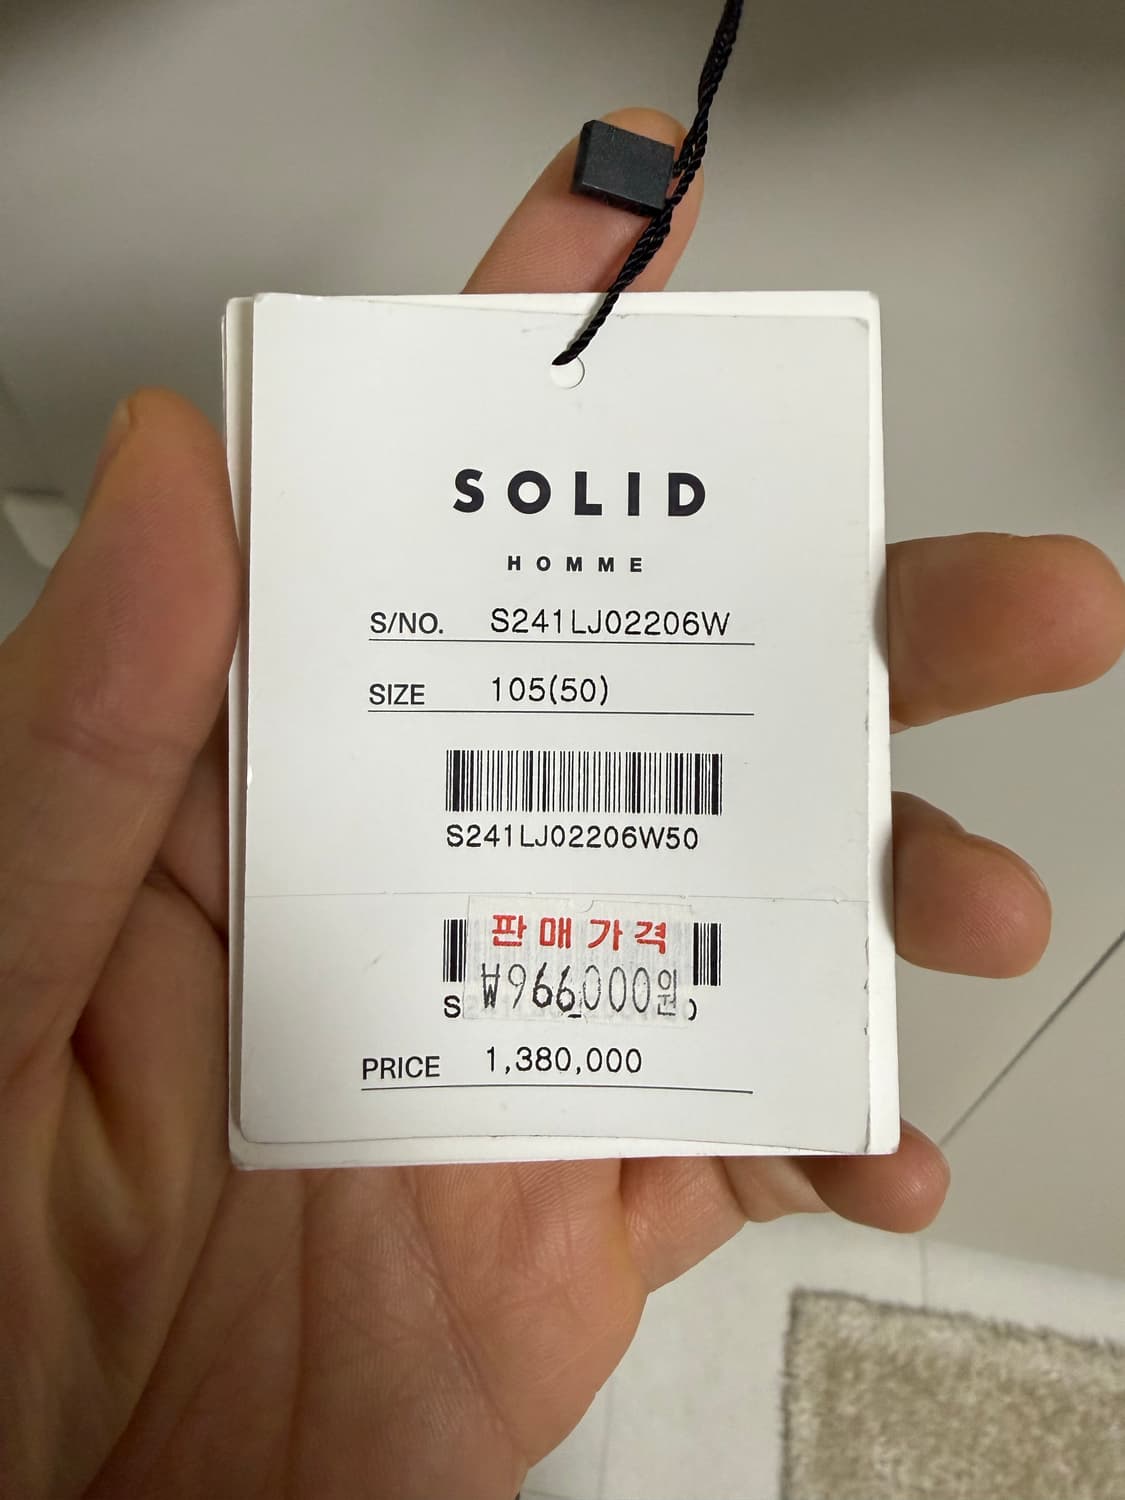 SOLID
HOMME
S/NO. S241LJ02206W
SIZE 105(50)
S241LJ02206W50
판매가격
₩966,000원
PRICE 1,380,000